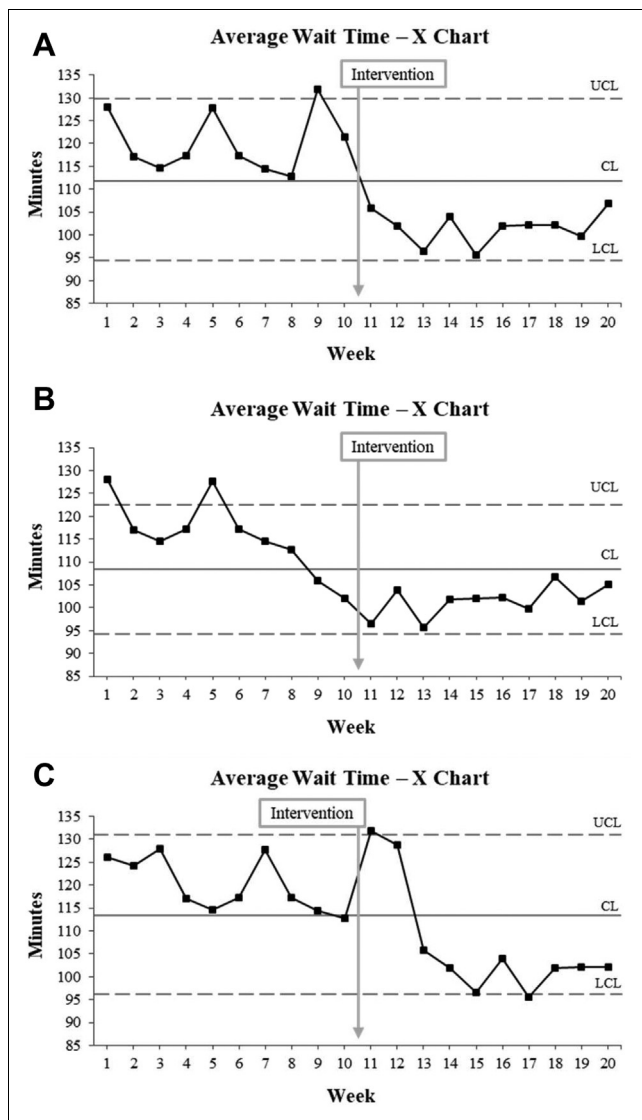 A
Average Wait Time – X Chart
Intervention
135
130
125
120
115
110
105
100
95
90
85
Minutes
UCL
CL
LCL
1 2 3 4 5 6 7 8 9 10 11 12 13 14 15 16 17 18 19 20
Week
B
Average Wait Time – X Chart
Intervention
135
130
125
120
115
110
105
100
95
90
85
Minutes
UCL
CL
LCL
1 2 3 4 5 6 7 8 9 10 11 12 13 14 15 16 17 18 19 20
Week
C
Average Wait Time – X Chart
Intervention
135
130
125
120
115
110
105
100
95
90
85
Minutes
UCL
CL
LCL
1 2 3 4 5 6 7 8 9 10 11 12 13 14 15 16 17 18 19 20
Week